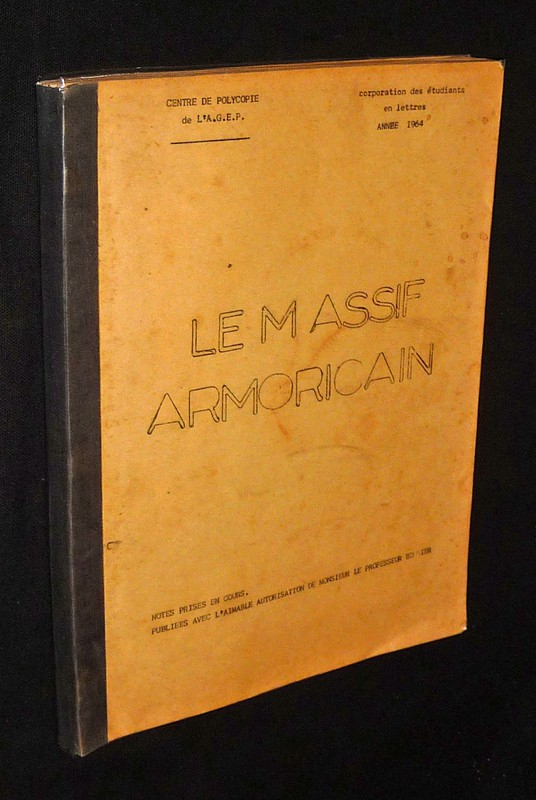 CENTRE DE POLYCOPIE
de L'A.G.E.P.
corporation des étudiants
en lettres
ANNEE 1964
LE MASSIF
ARMORICAIN
NOTES PRISES EN COURS.
PUBLIEES AVEC L'AIMABLE AUTORISATION DE MONSIEUR LE PROFESSEUR